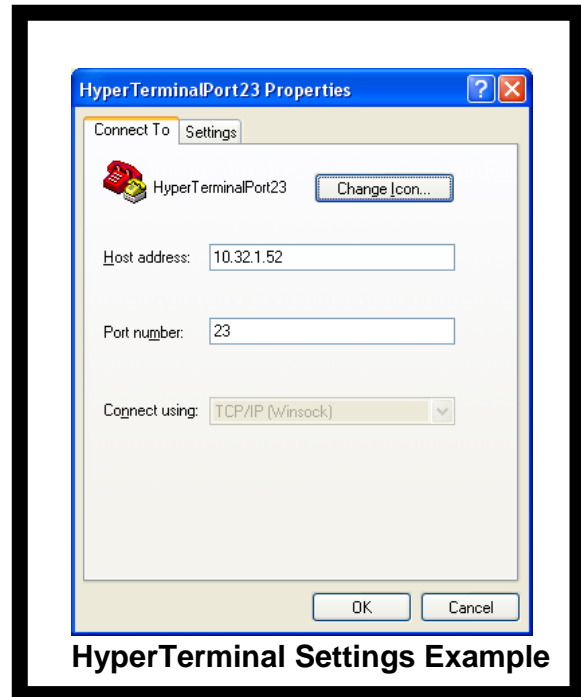 HyperTerminalPort23 Properties
Connect To Settings
HyperTerminalPort23 Change Icon...
Host address: 10.32.1.52
Port number: 23
Connect using: TCP/IP (Winsock)
OK Cancel
HyperTerminal Settings Example